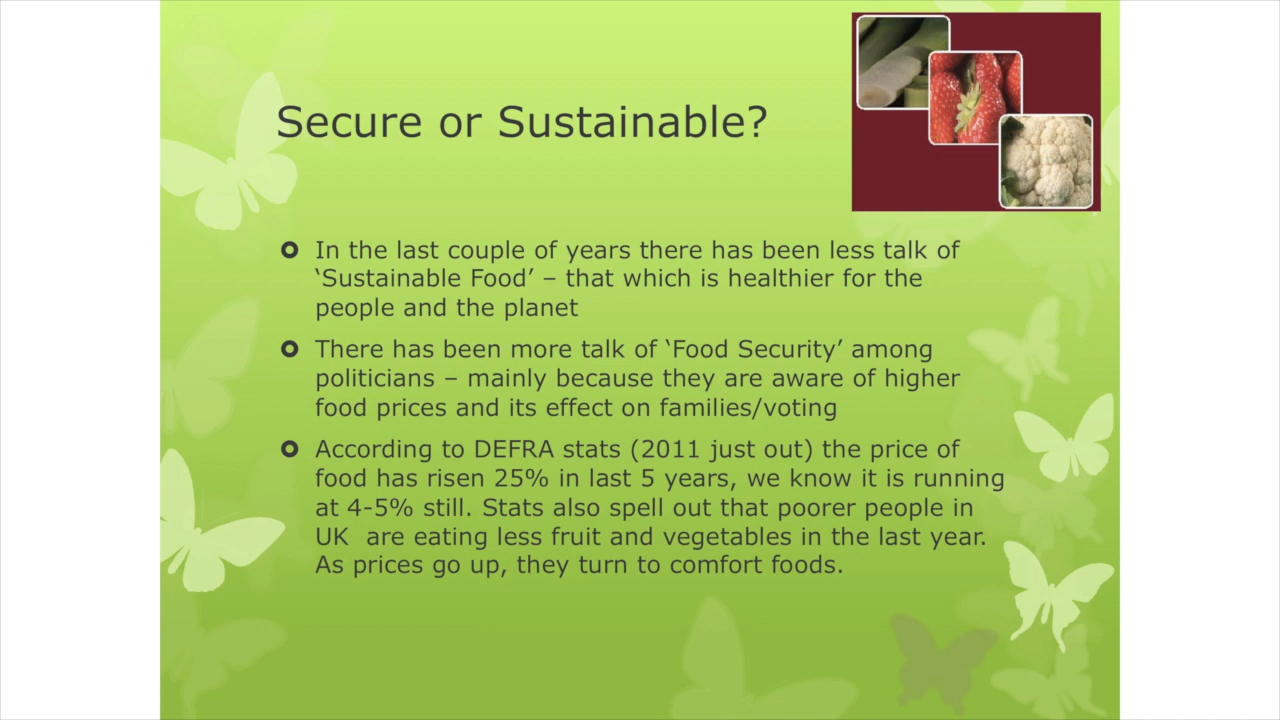 Secure or Sustainable?
In the last couple of years there has been less talk of
‘Sustainable Food’ – that which is healthier for the
people and the planet
There has been more talk of ‘Food Security’ among
politicians – mainly because they are aware of higher
food prices and its effect on families/voting
According to DEFRA stats (2011 just out) the price of
food has risen 25% in last 5 years, we know it is running
at 4-5% still. Stats also spell out that poorer people in
UK  are eating less fruit and vegetables in the last year.
As prices go up, they turn to comfort foods.